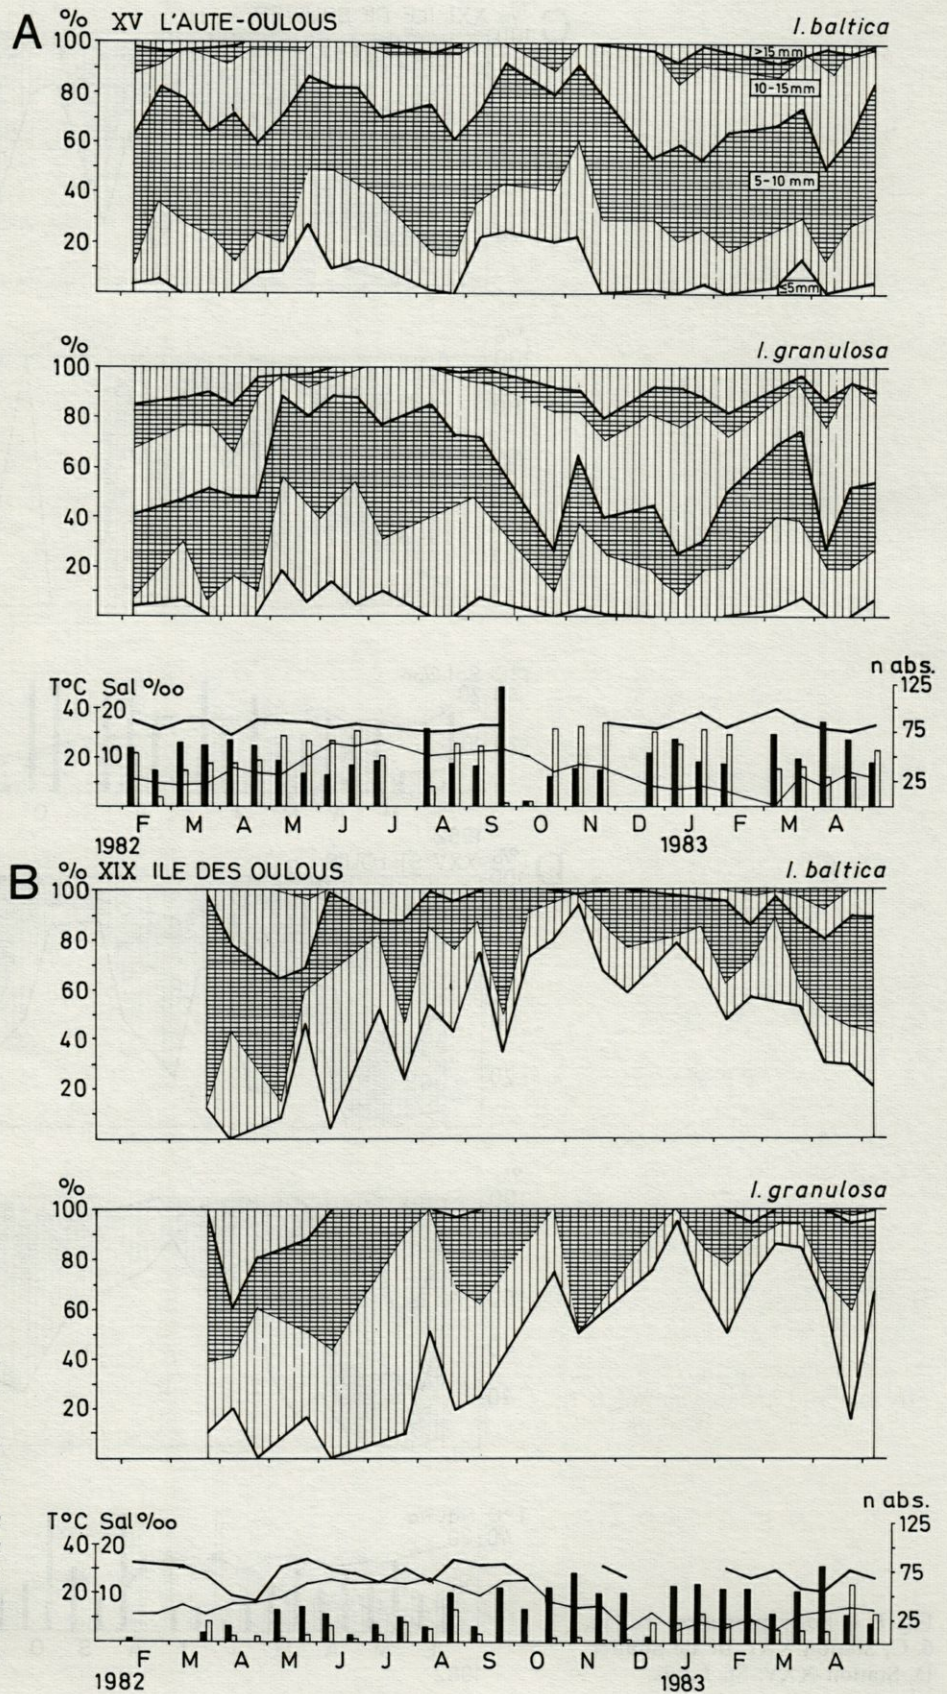 A % XV L'AUTE-OULOUS I. baltica
100
80
60
40
20
>15 mm
10-15 mm
5-10 mm
≤5mm
% I. granulosa
100
80
60
40
20
T°C Sal ‰ n abs.
40 20 125
20 10 75
25
F M A M J J A S O N D J F M A
1982 1983
B % XIX ILE DES OULOUS I. baltica
100
80
60
40
20
% I. granulosa
100
80
60
40
20
T°C Sal ‰ n abs.
40 20 125
20 10 75
25
F M A M J J A S O N D J F M A
1982 1983